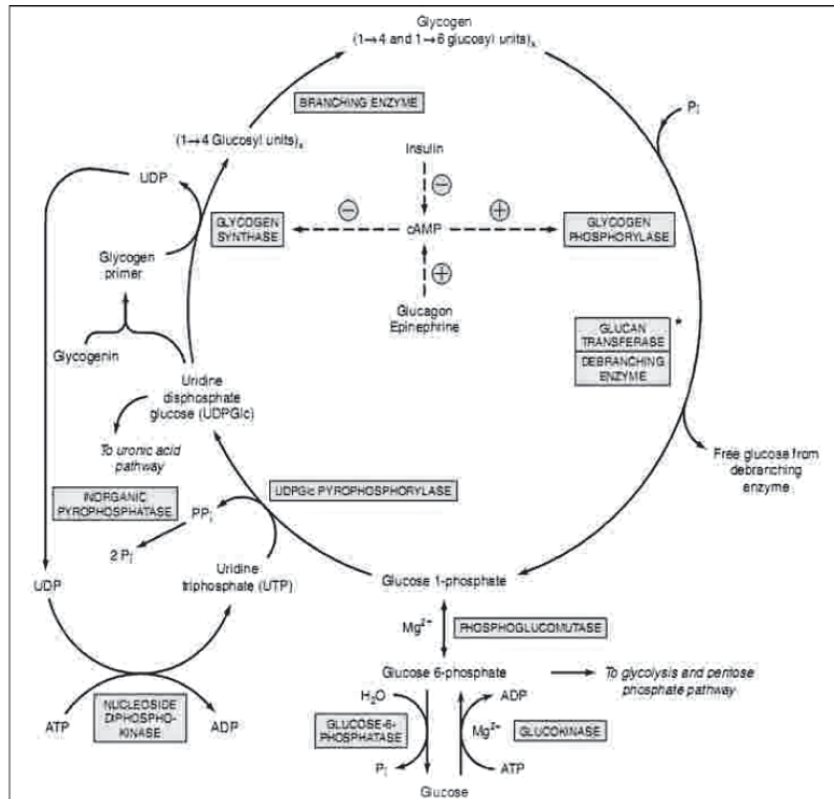 Glycogen
(1→4 and 1→6 glucosyl units)ₓ
BRANCHING ENZYME
Pᵢ
(1→4 Glucosyl units)ₓ
Insulin
UDP
−
−
+
GLYCOGEN
SYNTHASE
cAMP
GLYCOGEN
PHOSPHORYLASE
Glycogen
primer
+
Glucagon
Epinephrine
GLUCAN
TRANSFERASE
*
DEBRANCHING
ENZYME
Glycogenin
Uridine
disphosphate
glucose (UDPGlc)
To uronic acid
pathway
Free glucose from
debranching
enzyme
INORGANIC
PYROPHOSPHATASE
UDPGlc PYROPHOSPHORYLASE
PPᵢ
2 Pᵢ
UDP
Uridine
triphosphate (UTP)
Glucose 1-phosphate
Mg²⁺
PHOSPHOGLUCOMUTASE
Glucose 6-phosphate
To glycolysis and pentose
phosphate pathway
H₂O
ADP
NUCLEOSIDE
DIPHOSPHO-
KINASE
ATP
ADP
GLUCOSE-6-
PHOSPHATASE
Mg²⁺
GLUCOKINASE
Pᵢ
ATP
Glucose